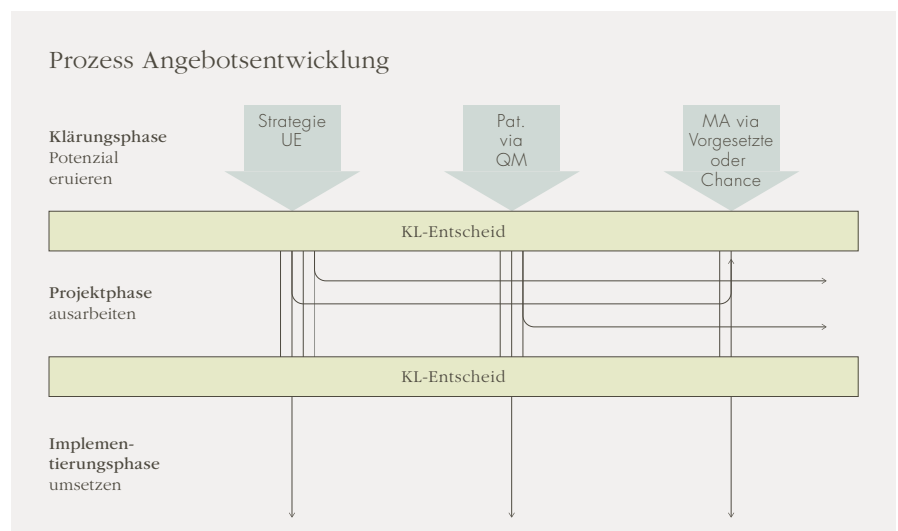 Prozess Angebotsentwicklung
Klärungsphase
Potenzial
eruieren
Strategie
UE
Pat.
via
QM
MA via
Vorgesetzte
oder
Chance
KL-Entscheid
Projektphase
ausarbeiten
KL-Entscheid
Implemen-
tierungsphase
umsetzen